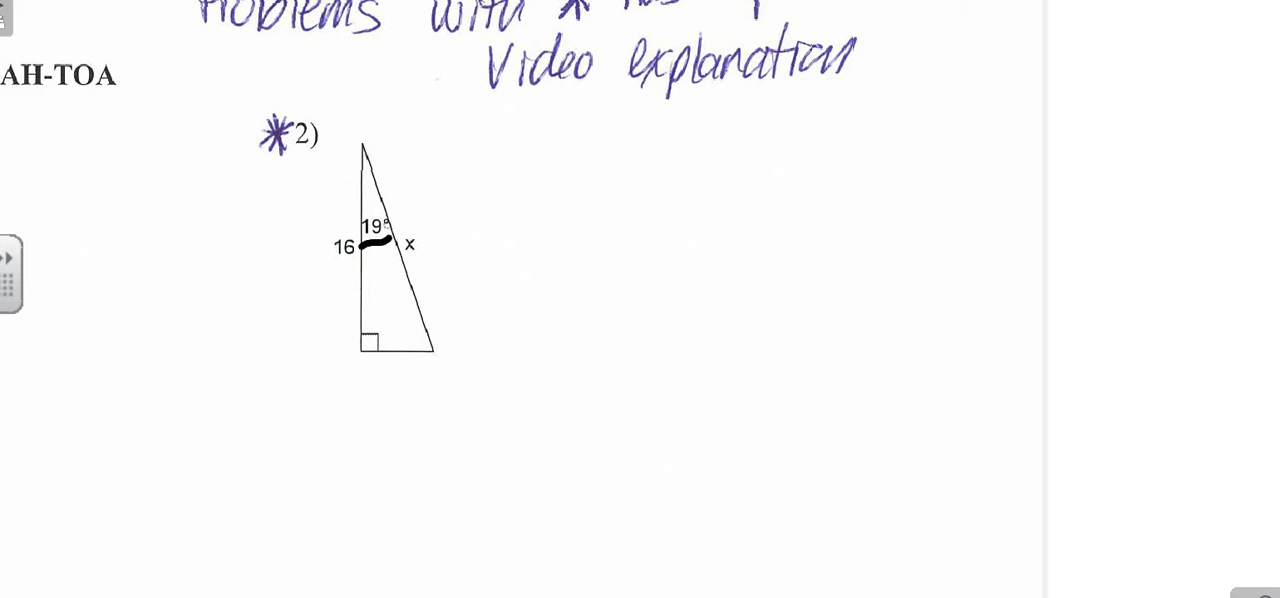 Problems with *
Video explanation
AH-TOA
*2)
19°
16
x